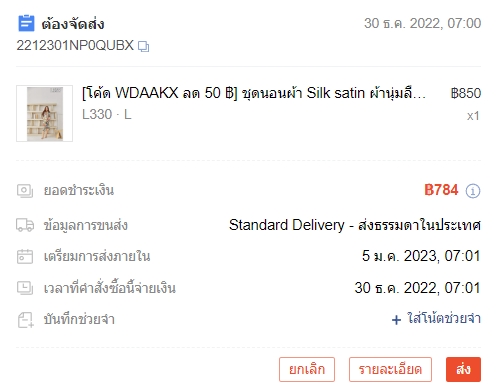 ต้องจัดส่ง 30 ธ.ค. 2022, 07:00
2212301NP0QUBX
[โค้ด WDAAKX ลด 50 ฿] ชุดนอนผ้า Silk satin ผ้านุ่มลื... ฿850
L330 · L x1
ยอดชำระเงิน ฿784
ข้อมูลการขนส่ง Standard Delivery - ส่งธรรมดาในประเทศ
เตรียมการส่งภายใน 5 ม.ค. 2023, 07:01
เวลาที่คำสั่งซื้อนี้จ่ายเงิน 30 ธ.ค. 2022, 07:01
บันทึกช่วยจำ + ใส่โน้ตช่วยจำ
ยกเลิก รายละเอียด ส่ง